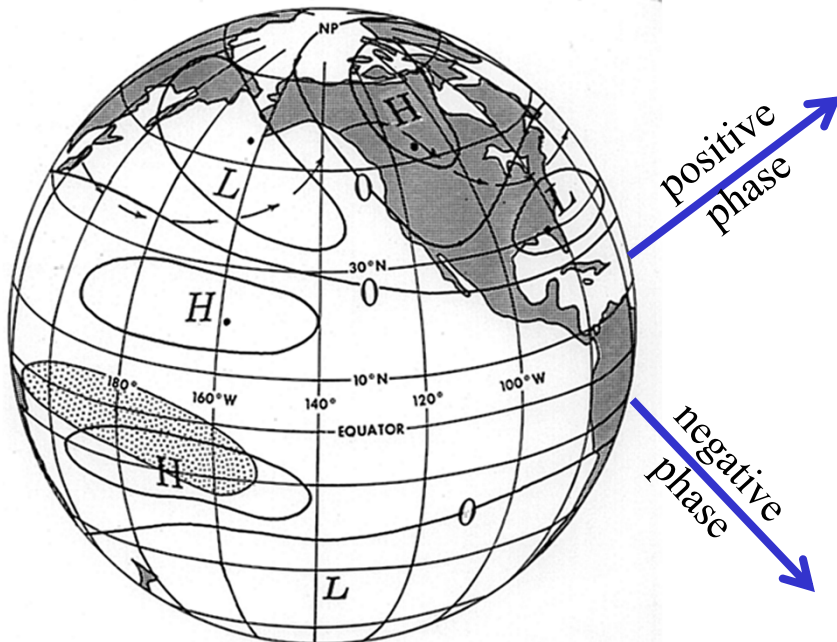 NP
H
L
L
0
30°N
0
H
180°
160°W
140°
10°N
120°
100°W
EQUATOR
H
0
L
positive
phase
negative
phase